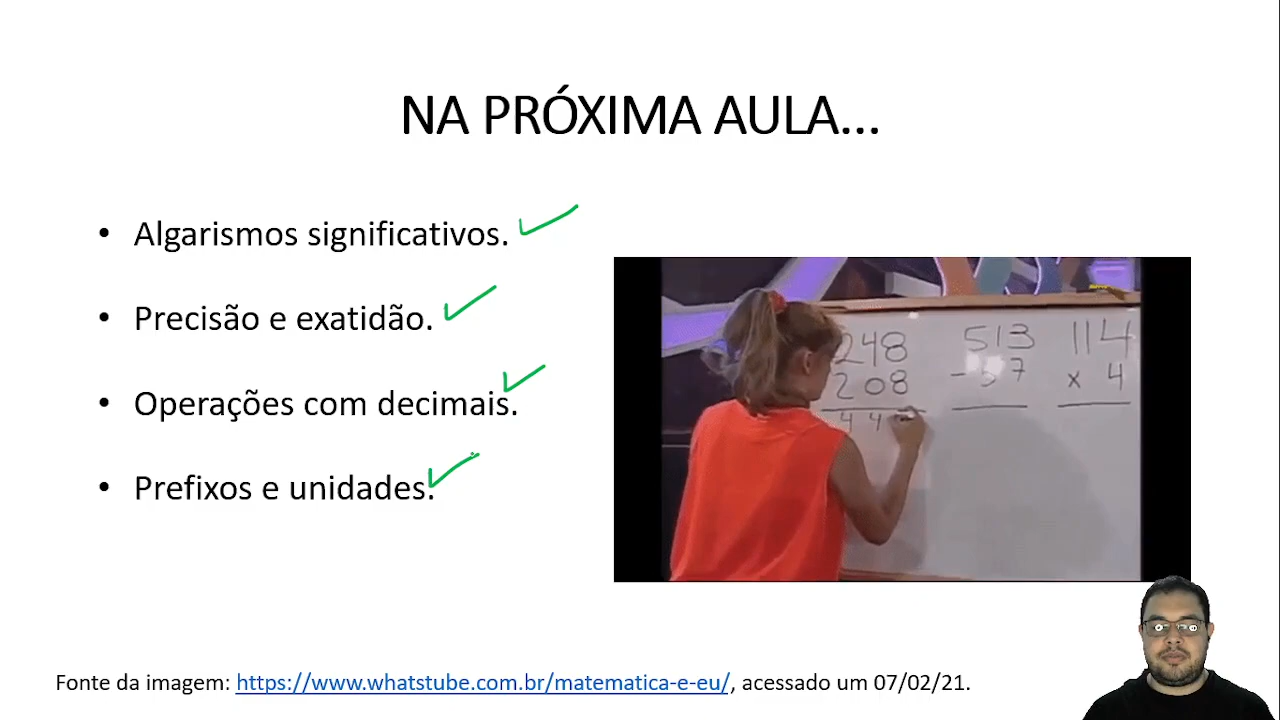 NA PRÓXIMA AULA...
• Algarismos significativos.
• Precisão e exatidão.
• Operações com decimais.
• Prefixos e unidades.
248
208
44
513
114
x 4
Fonte da imagem: https://www.whatstube.com.br/matematica-e-eu/, acessado um 07/02/21.